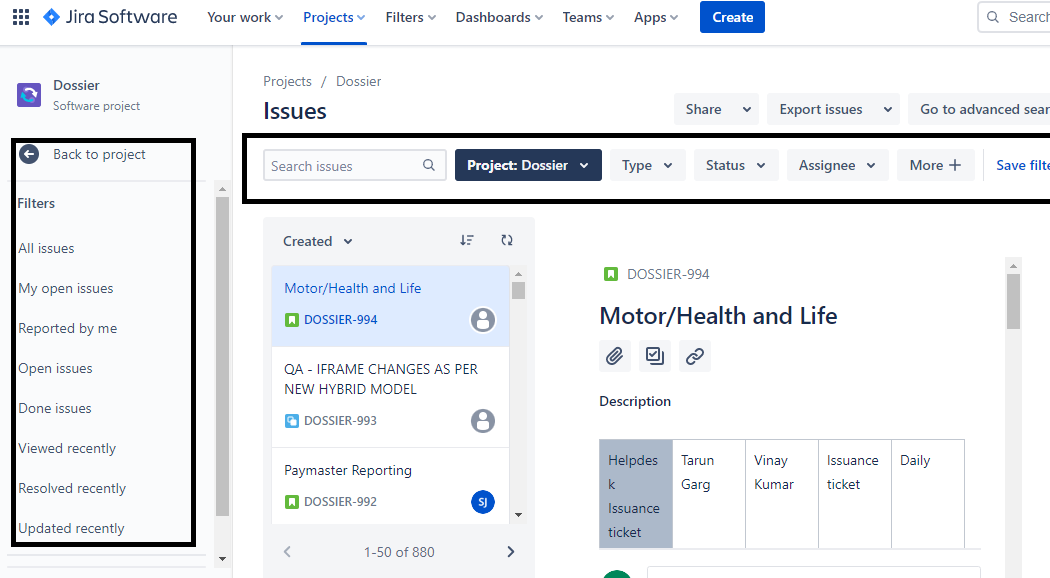 Jira Software
Your work
Projects
Filters
Dashboards
Teams
Apps
Create
Search
Dossier
Software project
Back to project
Filters
All issues
My open issues
Reported by me
Open issues
Done issues
Viewed recently
Resolved recently
Updated recently
Projects / Dossier
Issues
Share
Export issues
Go to advanced sear
Search issues
Project: Dossier
Type
Status
Assignee
More +
Save filte
Created
Motor/Health and Life
DOSSIER-994
QA - IFRAME CHANGES AS PER
NEW HYBRID MODEL
DOSSIER-993
Paymaster Reporting
DOSSIER-992
SJ
1-50 of 880
DOSSIER-994
Motor/Health and Life
Description
Helpdes
k
Issuance
ticket
Tarun
Garg
Vinay
Kumar
Issuance
ticket
Daily